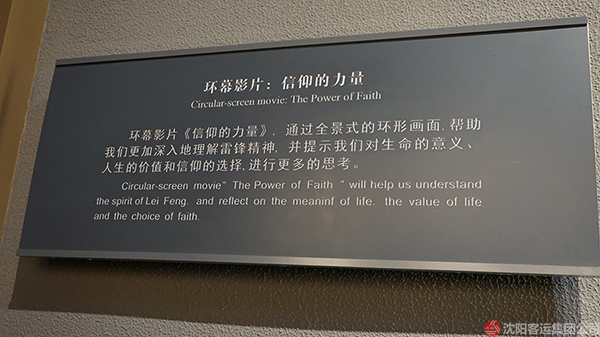 环幕影片：信仰的力量
Circular-screen movie: The Power of Faith
环幕影片《信仰的力量》，通过全景式的环形画面，帮助
我们更加深入地理解雷锋精神，并提示我们对生命的意义、
人生的价值和信仰的选择，进行更多的思考。
Circular-screen movie" The Power of Faith " will help us understand
the spirit of Lei Feng. and reflect on the meaninf of life. the value of life
and the choice of faith.
沈阳客运集团公司